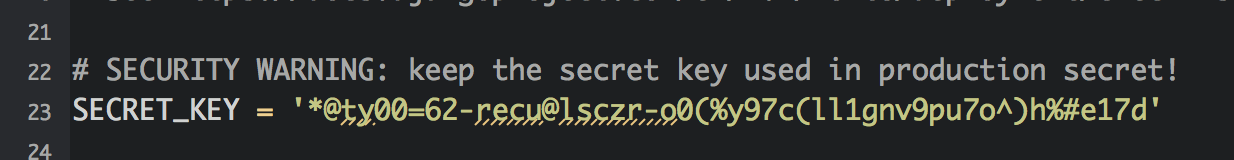 21
22 # SECURITY WARNING: keep the secret key used in production secret!
23 SECRET_KEY = '*@ty00=62-recu@lsczr-o0(%y97c(ll1gnv9pu7o^)h%#e17d'
24